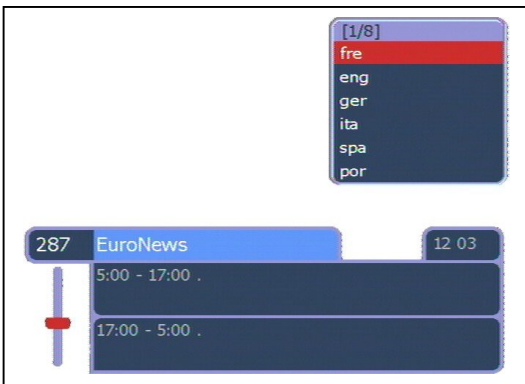 [1/8]
fre
eng
ger
ita
spa
por
287 EuroNews 12 03
5:00 - 17:00 .
17:00 - 5:00 .